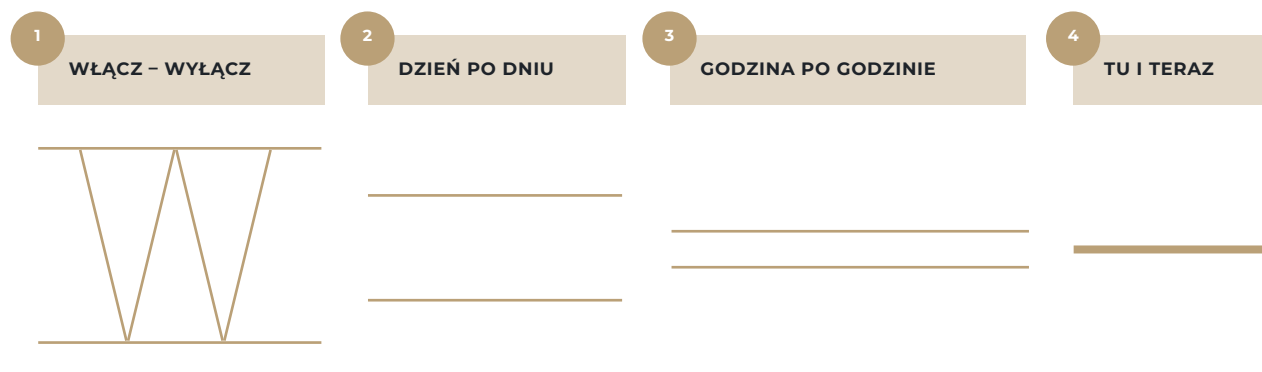 1
WŁĄCZ – WYŁĄCZ
2
DZIEŃ PO DNIU
3
GODZINA PO GODZINIE
4
TU I TERAZ